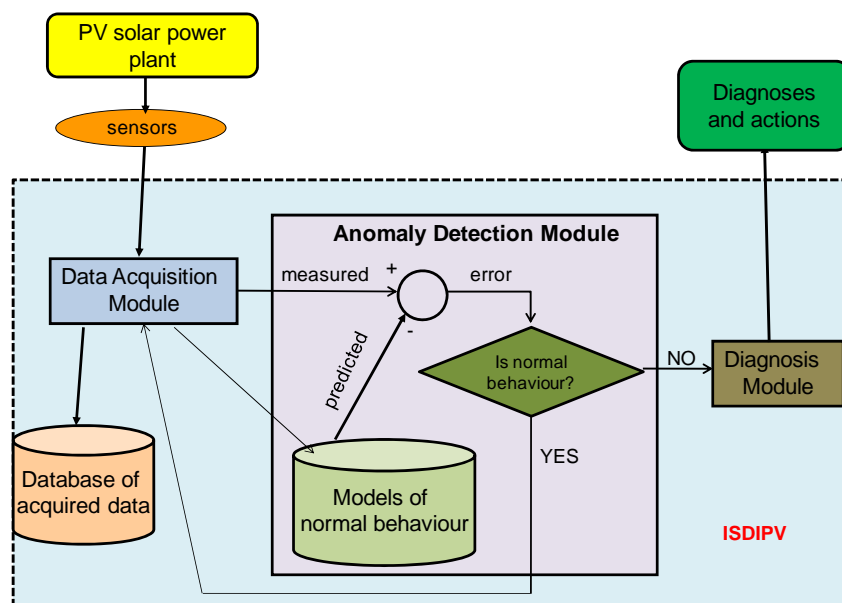 PV solar power
plant
sensors
Diagnoses
and actions
Anomaly Detection Module
Data Acquisition
Module
measured
+
error
-
predicted
Is normal
behaviour?
NO
Diagnosis
Module
YES
Database of
acquired data
Models of
normal behaviour
ISDIPV